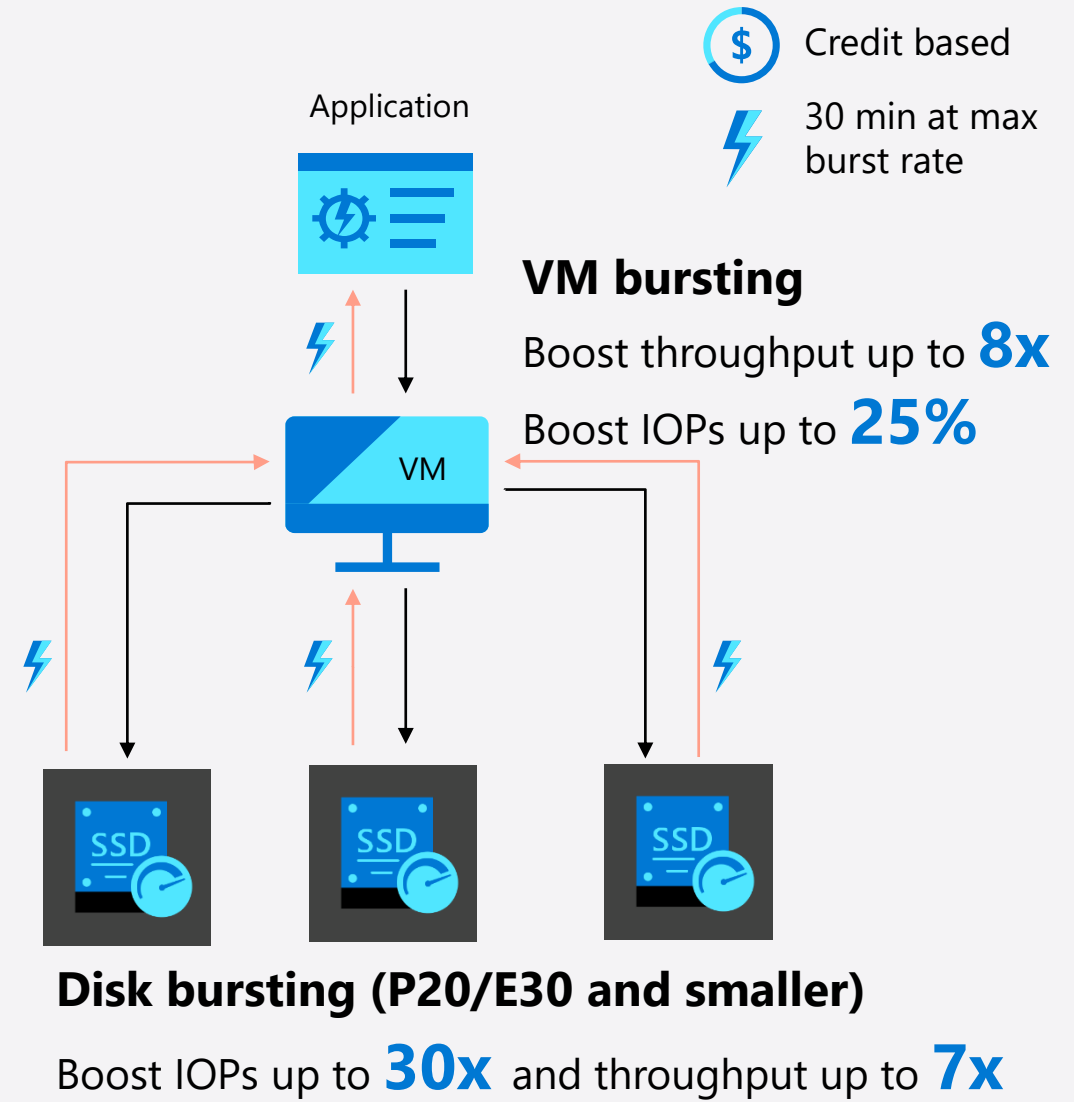 $
Credit based
30 min at max
burst rate
Application
VM bursting
Boost throughput up to 8x
Boost IOPs up to 25%
VM
SSD
SSD
SSD
Disk bursting (P20/E30 and smaller)
Boost IOPs up to 30x and throughput up to 7x